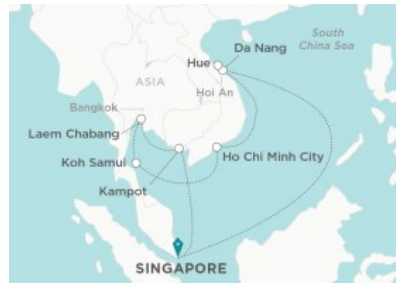 South
China Sea
Da Nang
Hue
ASIA
Hoi An
Bangkok
Laem Chabang
Koh Samui
Ho Chi Minh City
Kampot
SINGAPORE